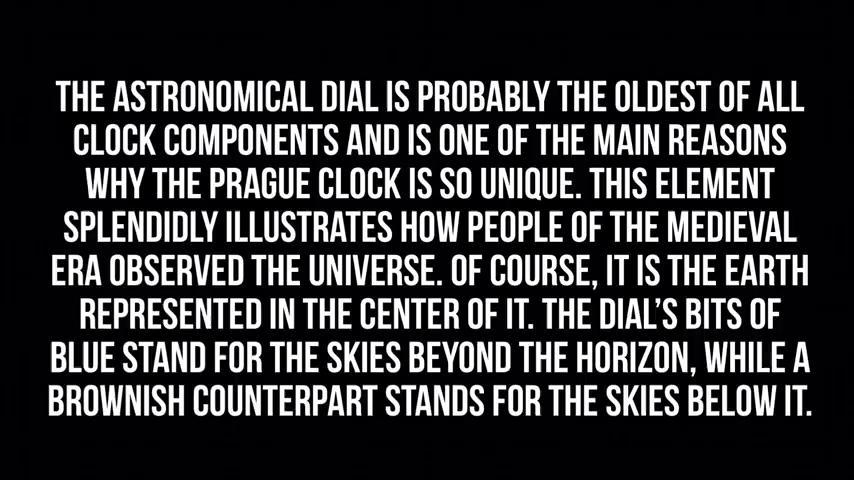 THE ASTRONOMICAL DIAL IS PROBABLY THE OLDEST OF ALL
CLOCK COMPONENTS AND IS ONE OF THE MAIN REASONS
WHY THE PRAGUE CLOCK IS SO UNIQUE. THIS ELEMENT
SPLENDIDLY ILLUSTRATES HOW PEOPLE OF THE MEDIEVAL
ERA OBSERVED THE UNIVERSE. OF COURSE, IT IS THE EARTH
REPRESENTED IN THE CENTER OF IT. THE DIAL’S BITS OF
BLUE STAND FOR THE SKIES BEYOND THE HORIZON, WHILE A
BROWNISH COUNTERPART STANDS FOR THE SKIES BELOW IT.